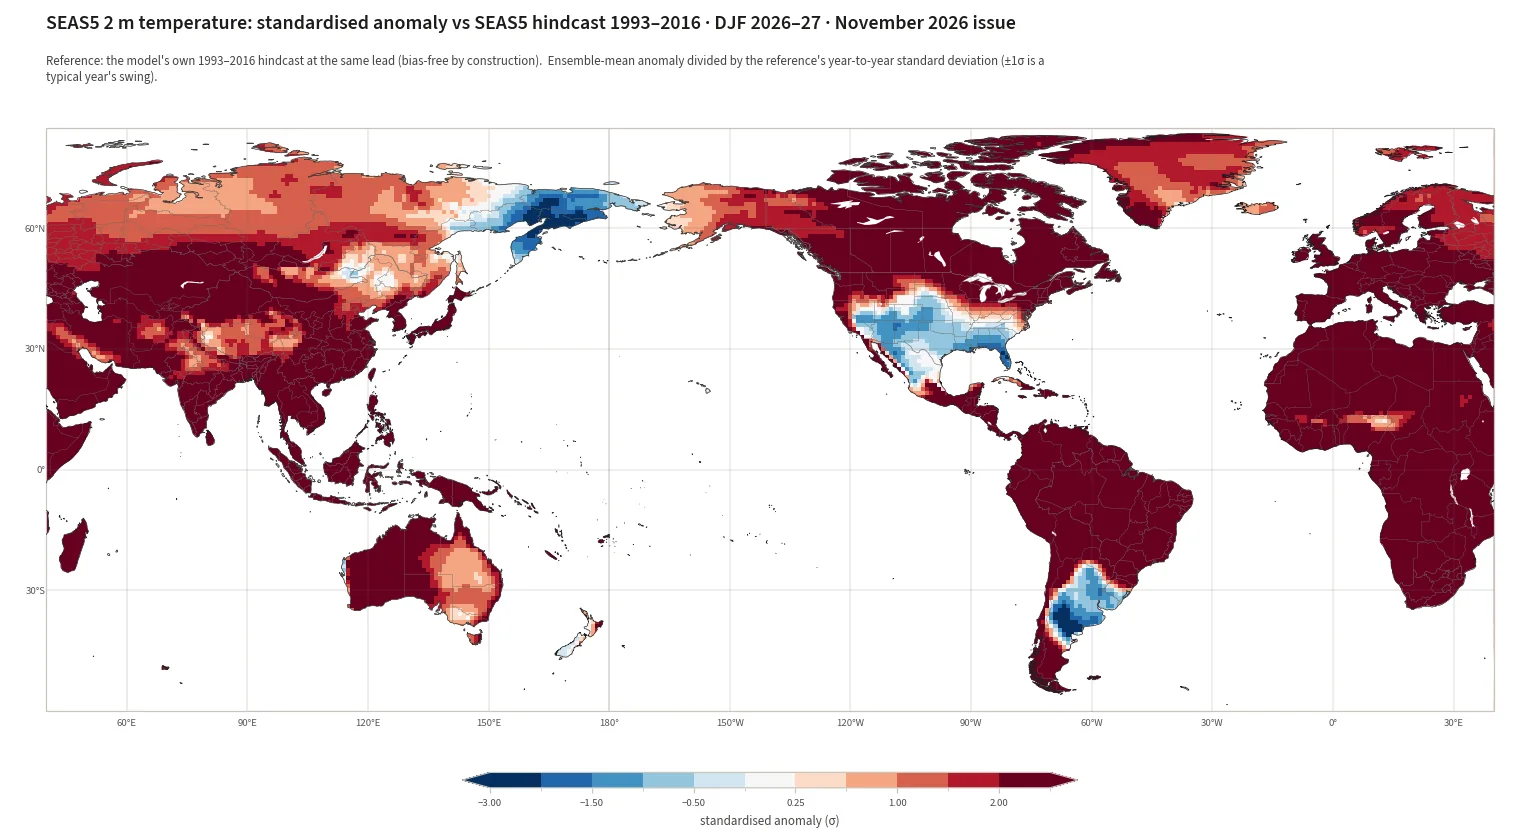 SEAS5 2 m temperature: standardised anomaly vs SEAS5 hindcast 1993–2016 · DJF 2026–27 · November 2026 issue
Reference: the model's own 1993–2016 hindcast at the same lead (bias-free by construction).  Ensemble-mean anomaly divided by the reference's year-to-year standard deviation (±1σ is a
typical year's swing).
60°N
30°N
0°
30°S
60°E 90°E 120°E 150°E 180° 150°W 120°W 90°W 60°W 30°W 0° 30°E
−3.00 −1.50 −0.50 0.25 1.00 2.00
standardised anomaly (σ)